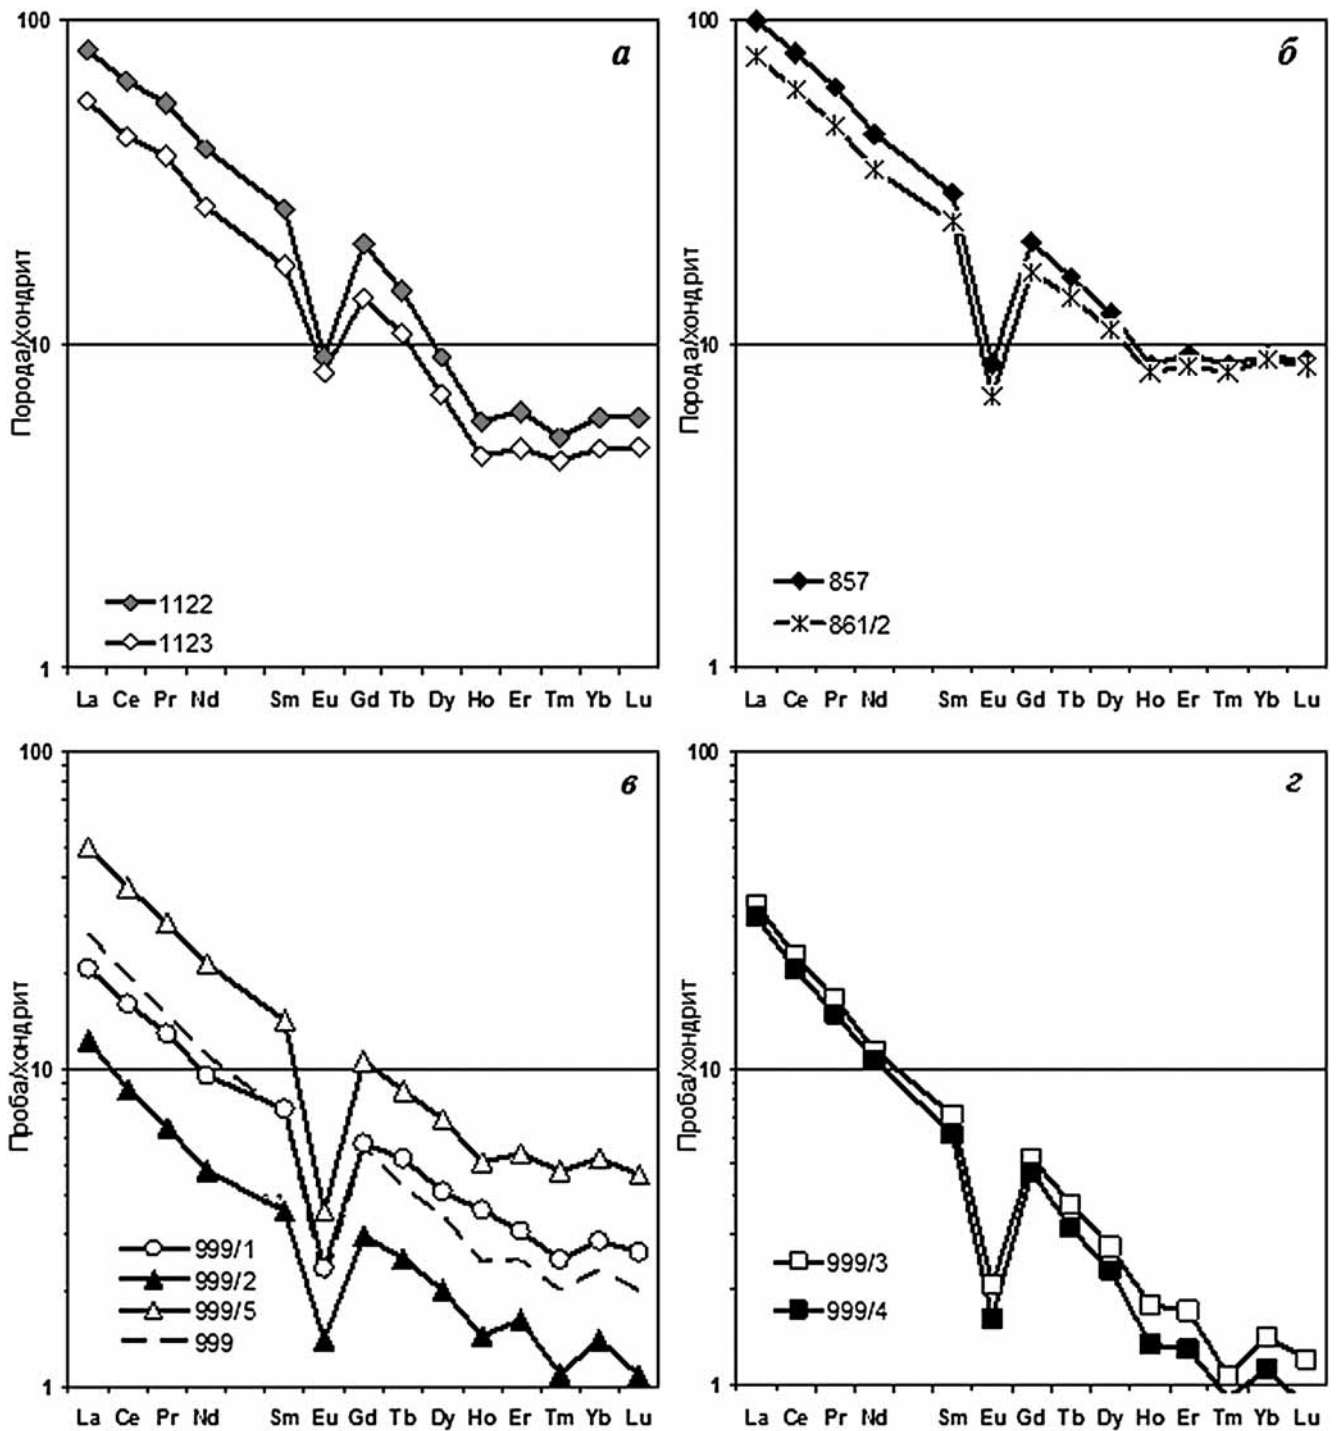 100
а
10
1
Порода/хондрит
1122
1123
La Ce Pr Nd Sm Eu Gd Tb Dy Ho Er Tm Yb Lu
100
б
10
1
Порода/хондрит
857
861/2
La Ce Pr Nd Sm Eu Gd Tb Dy Ho Er Tm Yb Lu
100
в
10
1
Проба/хондрит
999/1
999/2
999/5
999
La Ce Pr Nd Sm Eu Gd Tb Dy Ho Er Tm Yb Lu
100
г
10
1
Проба/хондрит
999/3
999/4
La Ce Pr Nd Sm Eu Gd Tb Dy Ho Er Tm Yb Lu